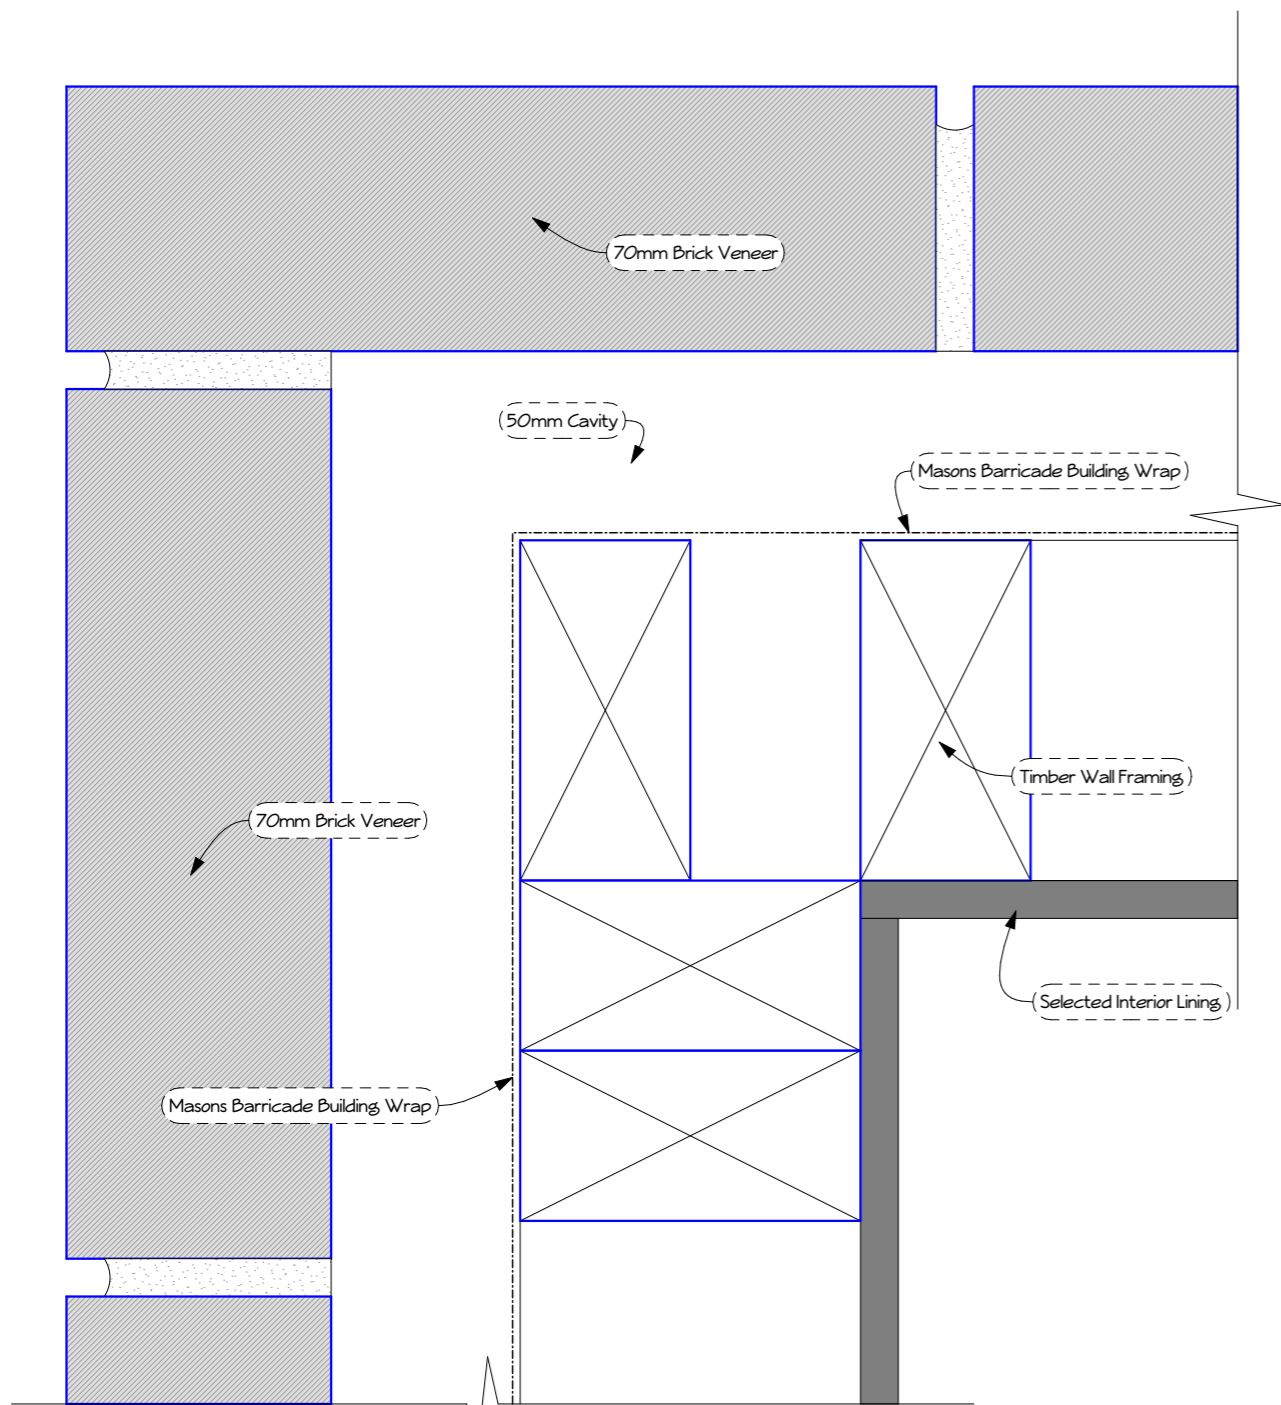 70mm Brick Veneer
50mm Cavity
Masons Barricade Building Wrap
Timber Wall Framing
70mm Brick Veneer
Selected Interior Lining
Masons Barricade Building Wrap